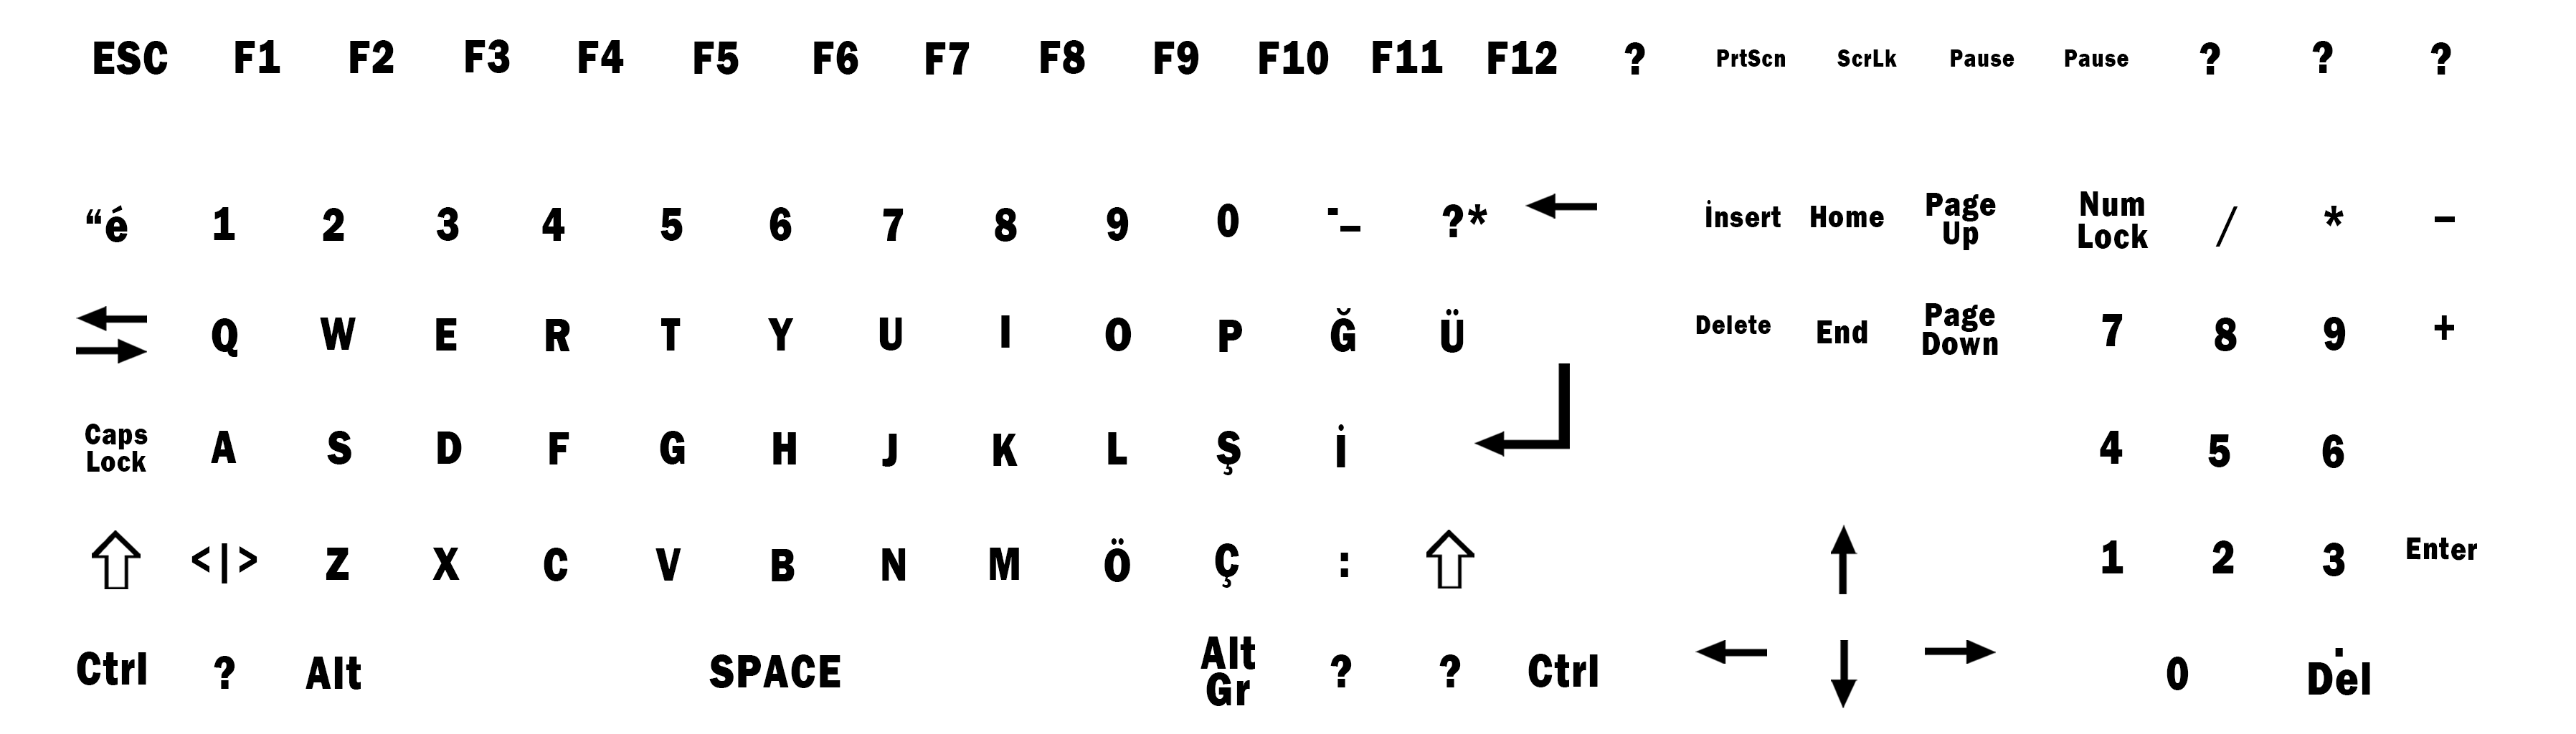 ESC F1 F2 F3 F4 F5 F6 F7 F8 F9 F10 F11 F12 ? PrtScn ScrLk Pause Pause ? ? ?
“é 1 2 3 4 5 6 7 8 9 0 -_ ?* İnsert Home Page Up Num Lock / * -
Q W E R T Y U I O P Ğ Ü Delete End Page Down 7 8 9 +
Caps Lock A S D F G H J K L Ş İ 4 5 6
<|> Z X C V B N M Ö Ç : 1 2 3 Enter
Ctrl ? Alt SPACE Alt Gr ? ? Ctrl 0 . Del